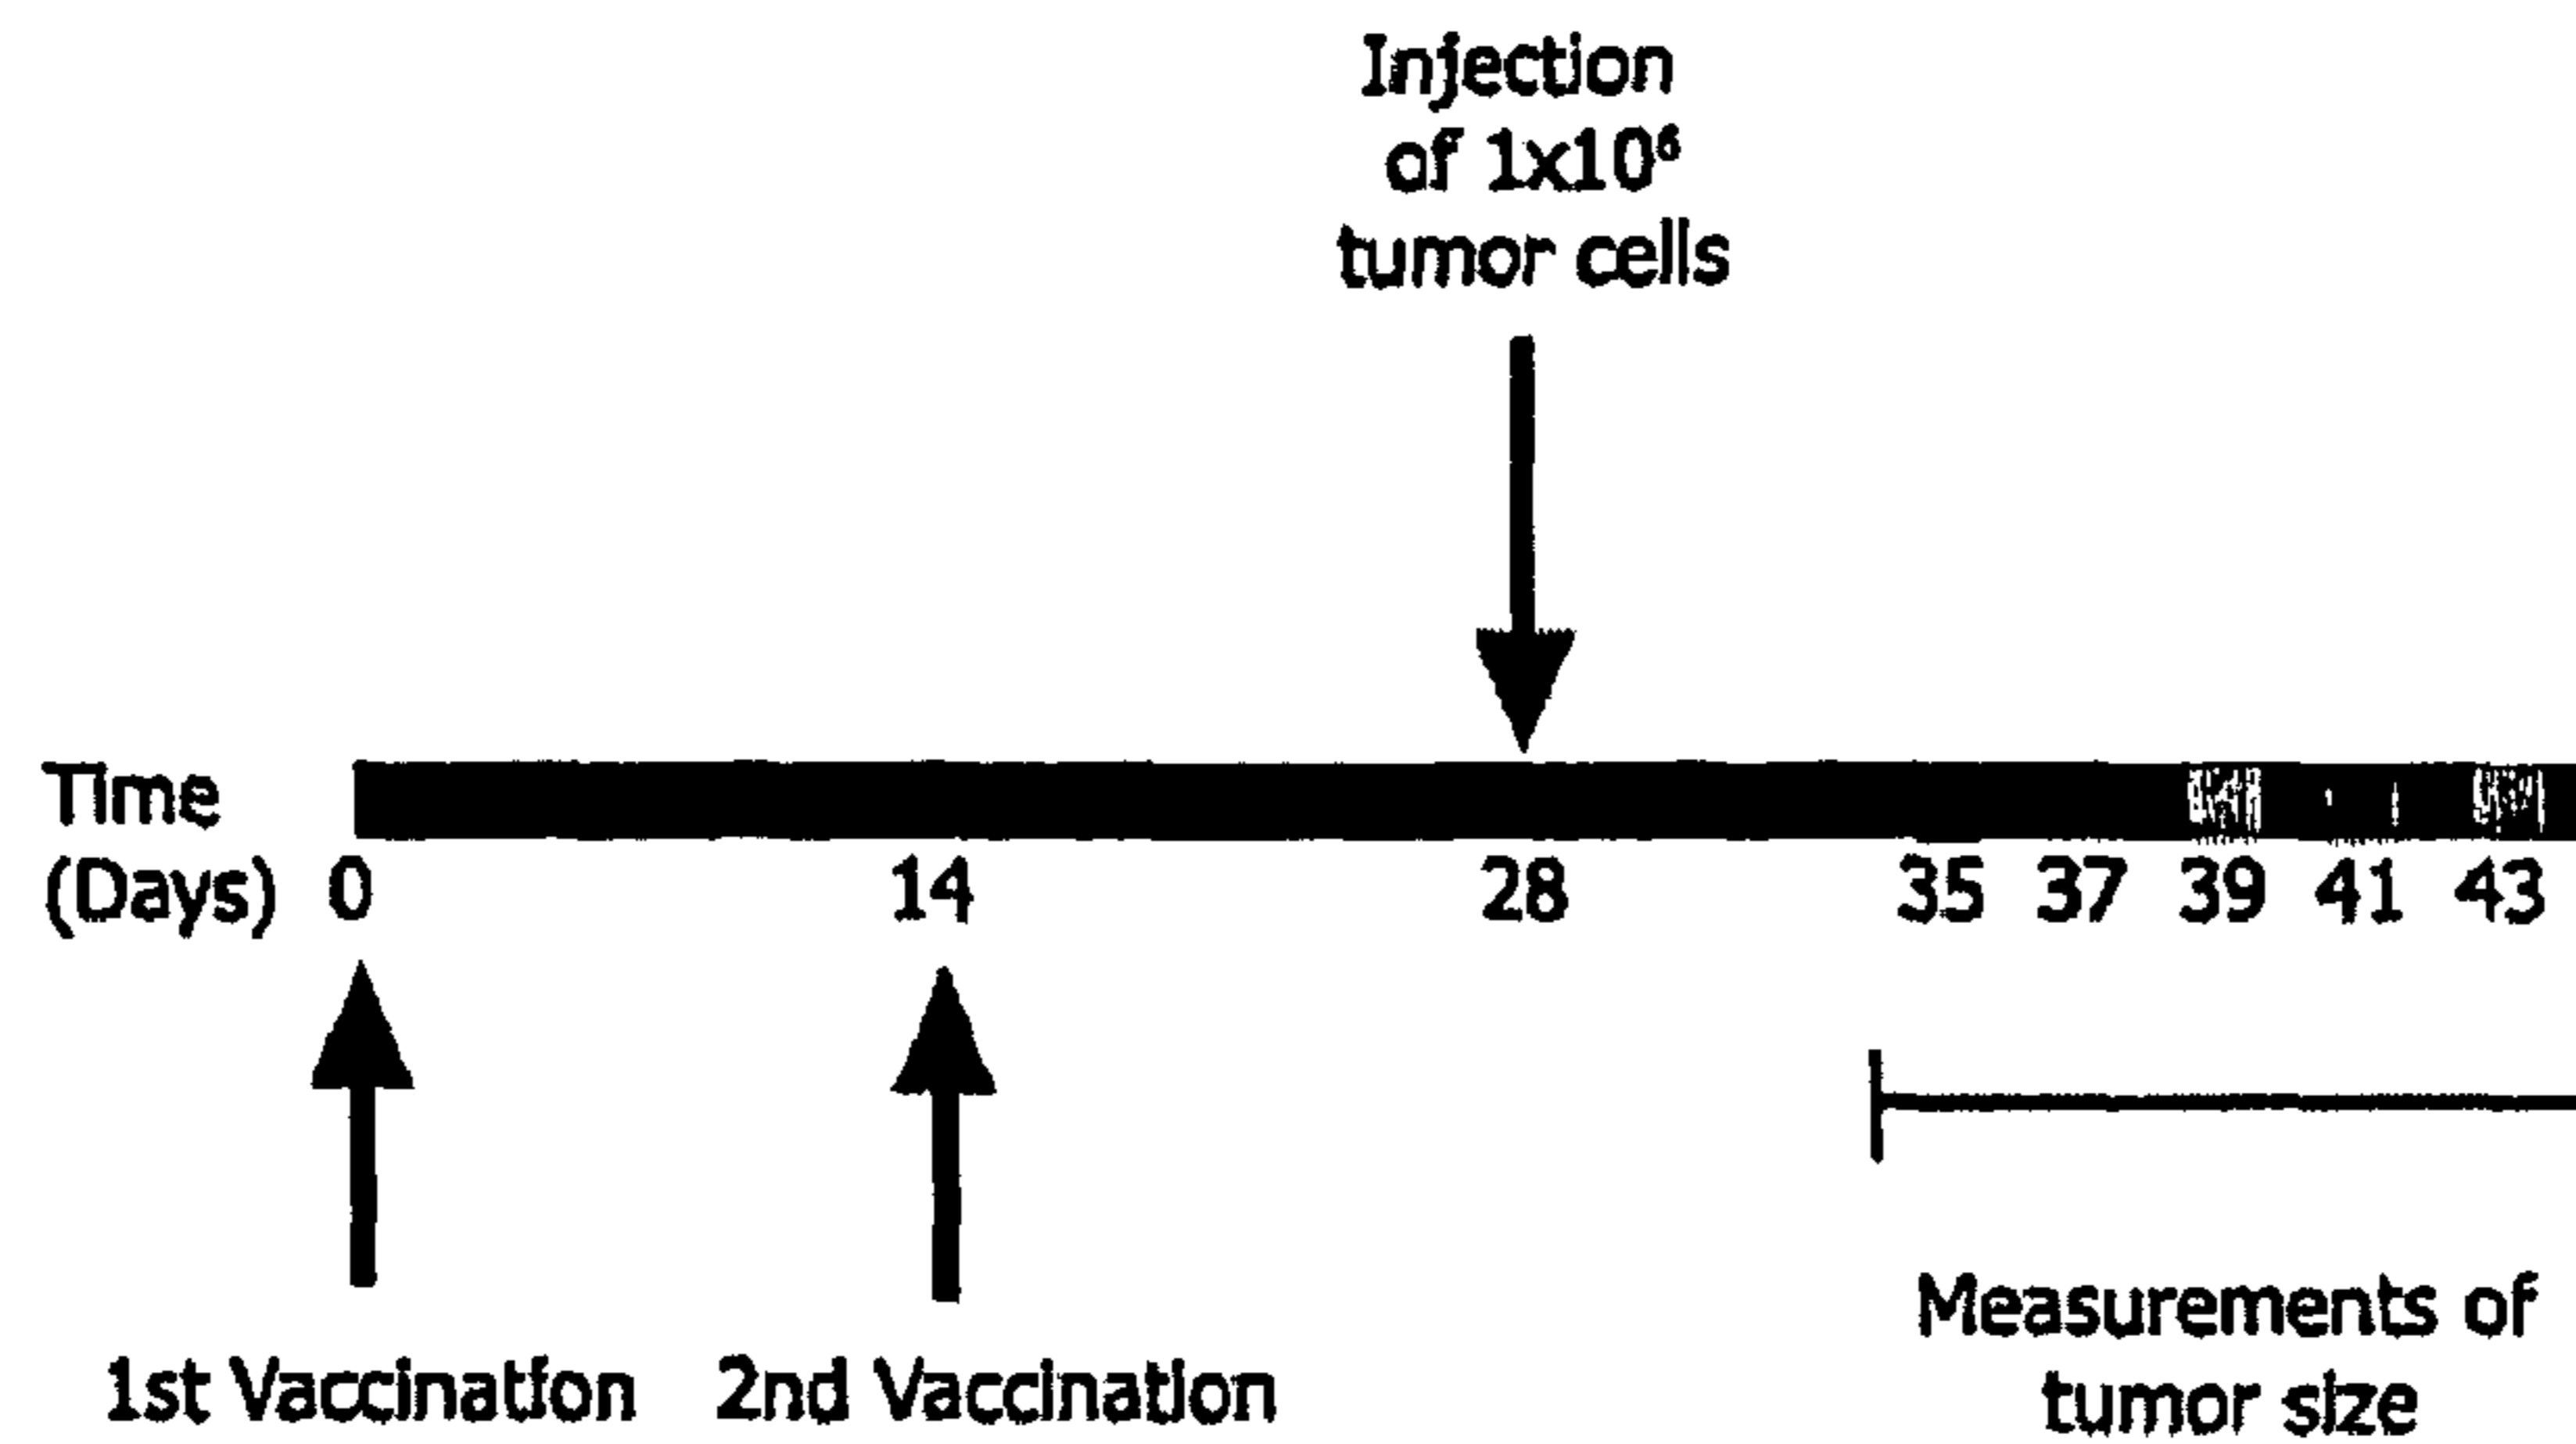 Injection
of 1x10⁶
tumor cells
Time
(Days) 0 14 28 35 37 39 41 43
1st Vaccination 2nd Vaccination
Measurements of
tumor size